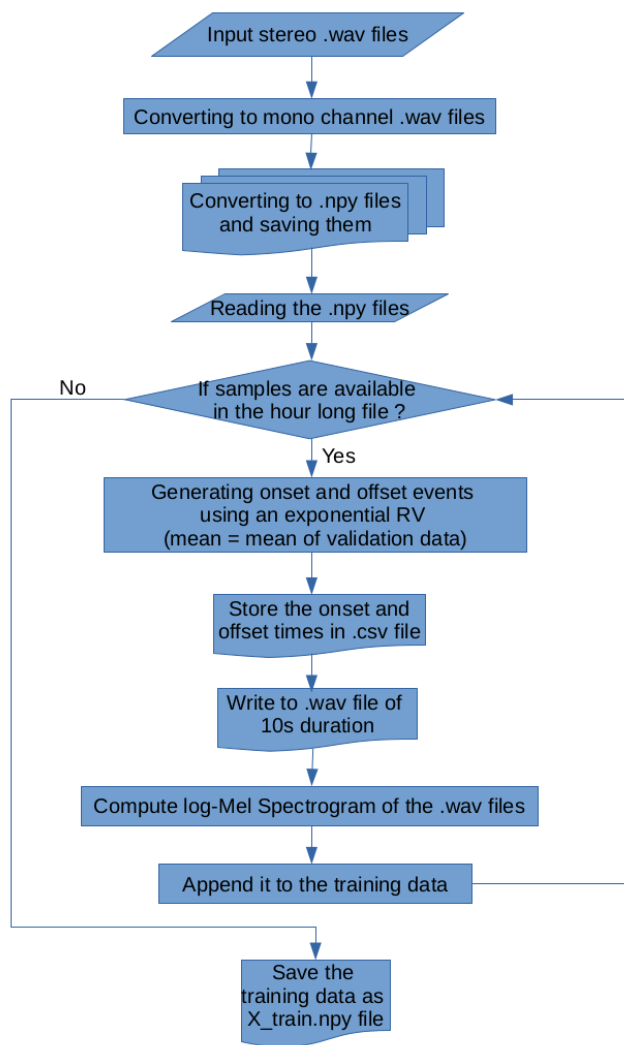 Input stereo .wav files
Converting to mono channel .wav files
Converting to .npy files
and saving them
Reading the .npy files
No
If samples are available
in the hour long file ?
Yes
Generating onset and offset events
using an exponential RV
(mean = mean of validation data)
Store the onset and
offset times in .csv file
Write to .wav file of
10s duration
Compute log-Mel Spectrogram of the .wav files
Append it to the training data
Save the
training data as
X_train.npy file